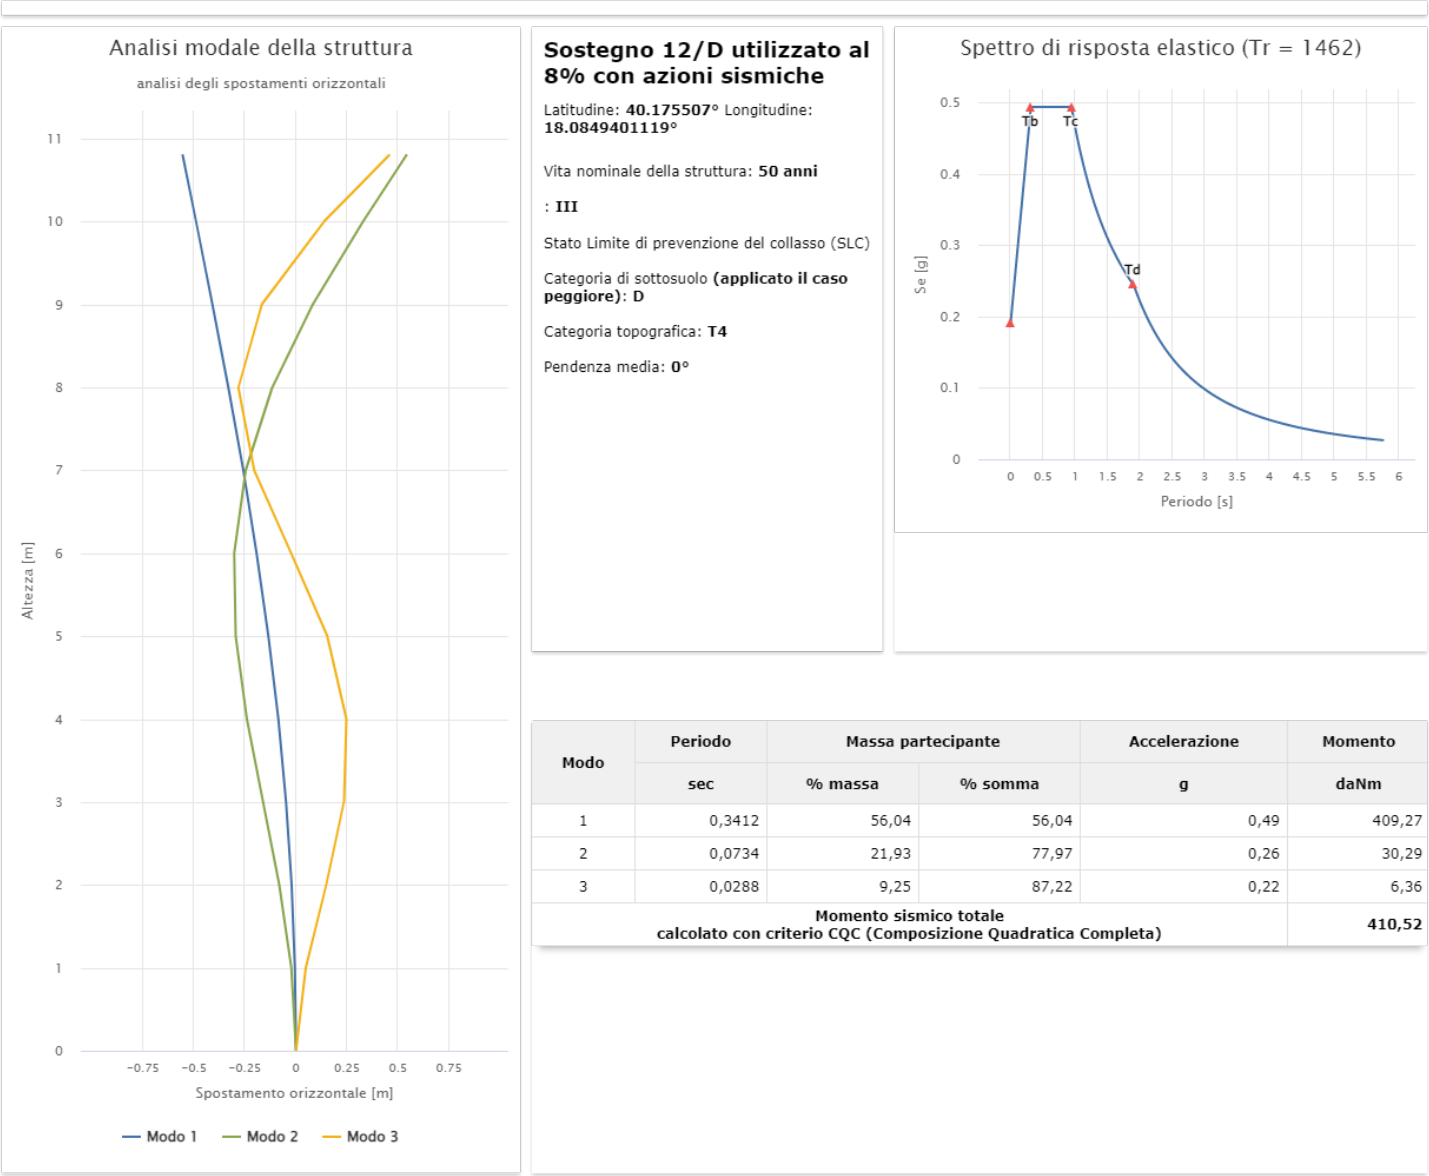 Analisi modale della struttura
analisi degli spostamenti orizzontali
11
10
9
8
7
6
5
4
3
2
1
0
Altezza [m]
-0.75 -0.5 -0.25 0 0.25 0.5 0.75
Spostamento orizzontale [m]
Modo 1 Modo 2 Modo 3
Sostegno 12/D utilizzato al
8% con azioni sismiche
Latitudine: 40.175507° Longitudine:
18.0849401119°
Vita nominale della struttura: 50 anni
: III
Stato Limite di prevenzione del collasso (SLC)
Categoria di sottosuolo (applicato il caso
peggiore): D
Categoria topografica: T4
Pendenza media: 0°
Spettro di risposta elastico (Tr = 1462)
0.5
0.4
0.3
0.2
0.1
0
Se [g]
Tb Tc
Td
0 0.5 1 1.5 2 2.5 3 3.5 4 4.5 5 5.5 6
Periodo [s]
Modo Periodo Massa partecipante Accelerazione Momento
sec % massa % somma g daNm
1 0,3412 56,04 56,04 0,49 409,27
2 0,0734 21,93 77,97 0,26 30,29
3 0,0288 9,25 87,22 0,22 6,36
Momento sismico totale
calcolato con criterio CQC (Composizione Quadratica Completa) 410,52